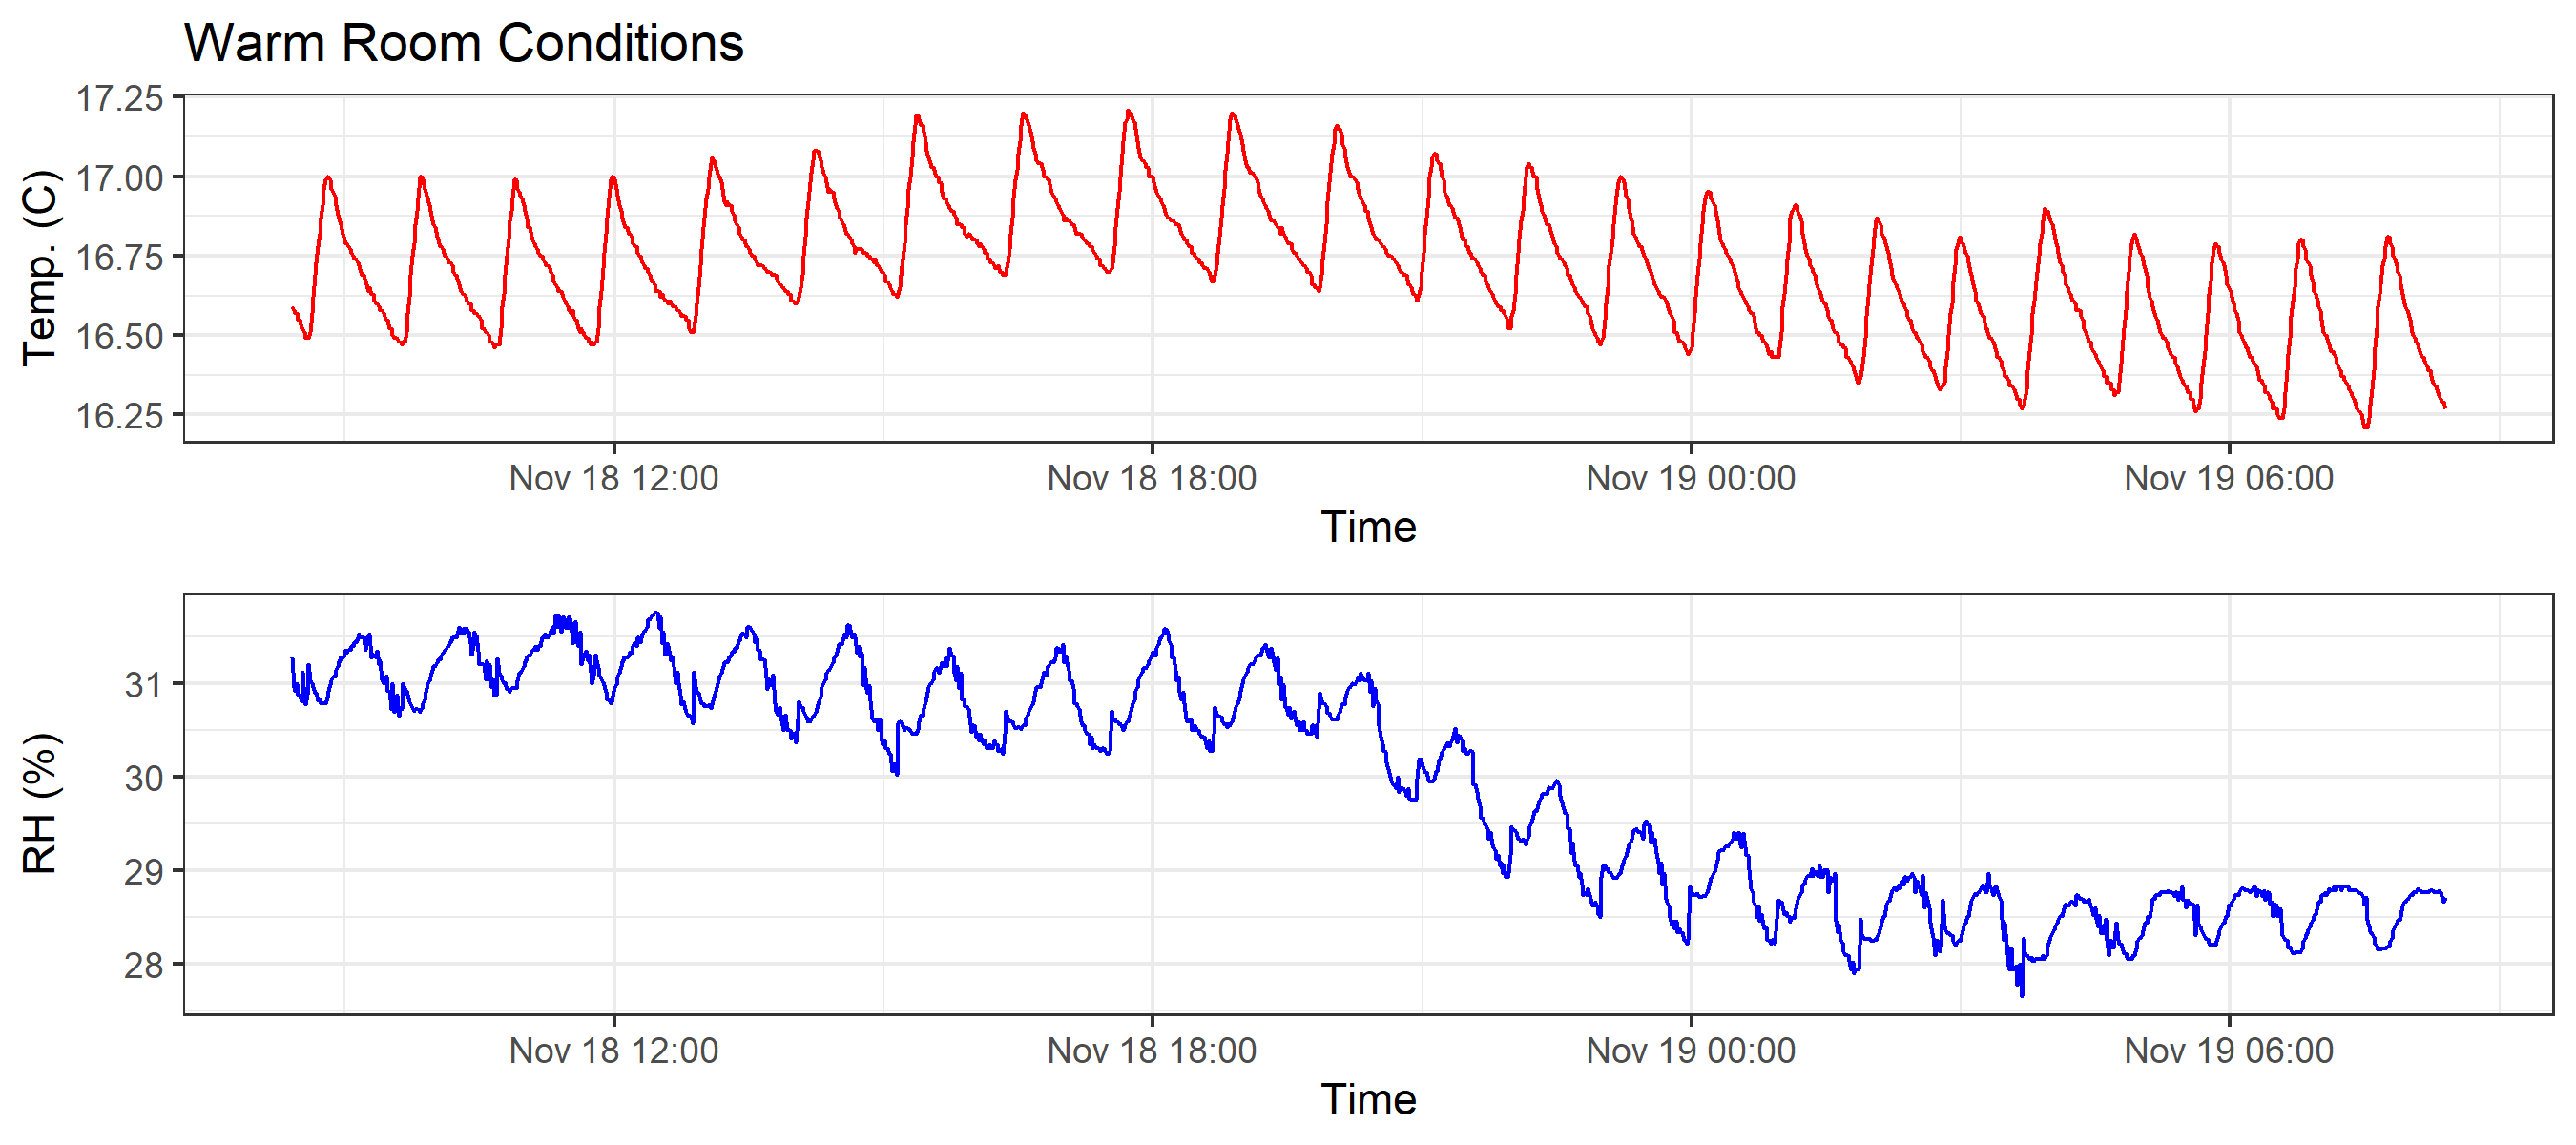 Warm Room Conditions
Temp. (C)
17.25
17.00
16.75
16.50
16.25
Nov 18 12:00 Nov 18 18:00 Nov 19 00:00 Nov 19 06:00
Time
RH (%)
31
30
29
28
Nov 18 12:00 Nov 18 18:00 Nov 19 00:00 Nov 19 06:00
Time